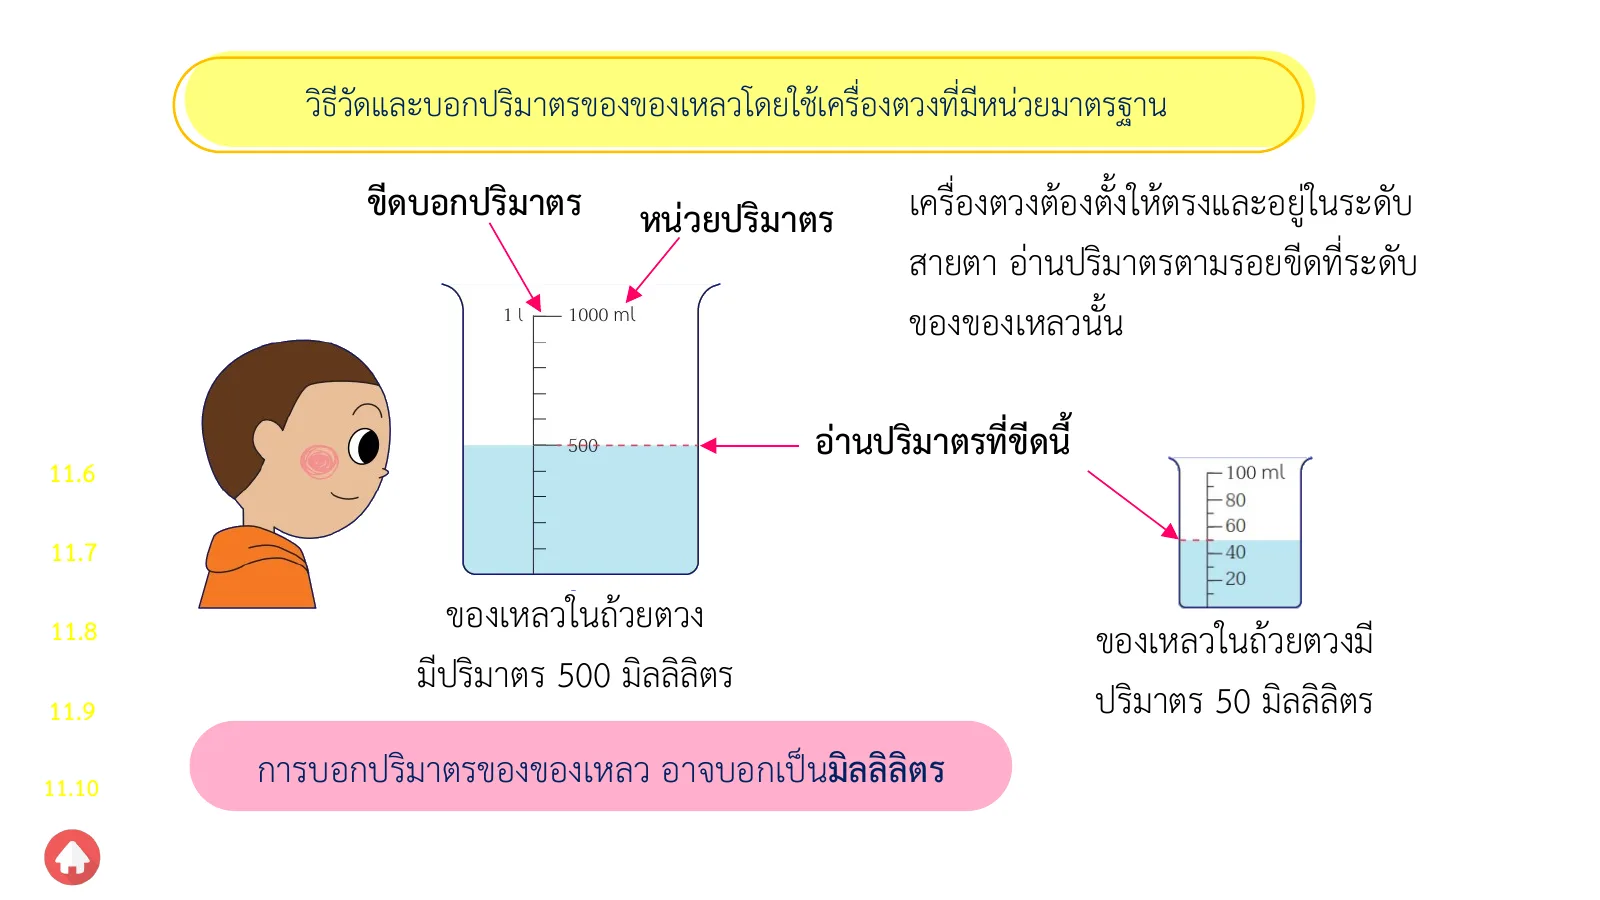 วิธีวัดและบอกปริมาตรของของเหลวโดยใช้เครื่องตวงที่มีหน่วยมาตรฐาน
ขีดบอกปริมาตร
หน่วยปริมาตร
เครื่องตวงต้องตั้งให้ตรงและอยู่ในระดับ
สายตา อ่านปริมาตรตามรอยขีดที่ระดับ
ของของเหลวนั้น
1 l
1000 ml
500
อ่านปริมาตรที่ขีดนี้
100 ml
80
60
40
20
ของเหลวในถ้วยตวง
มีปริมาตร 500 มิลลิลิตร
ของเหลวในถ้วยตวงมี
ปริมาตร 50 มิลลิลิตร
การบอกปริมาตรของของเหลว อาจบอกเป็นมิลลิลิตร
11.6
11.7
11.8
11.9
11.10